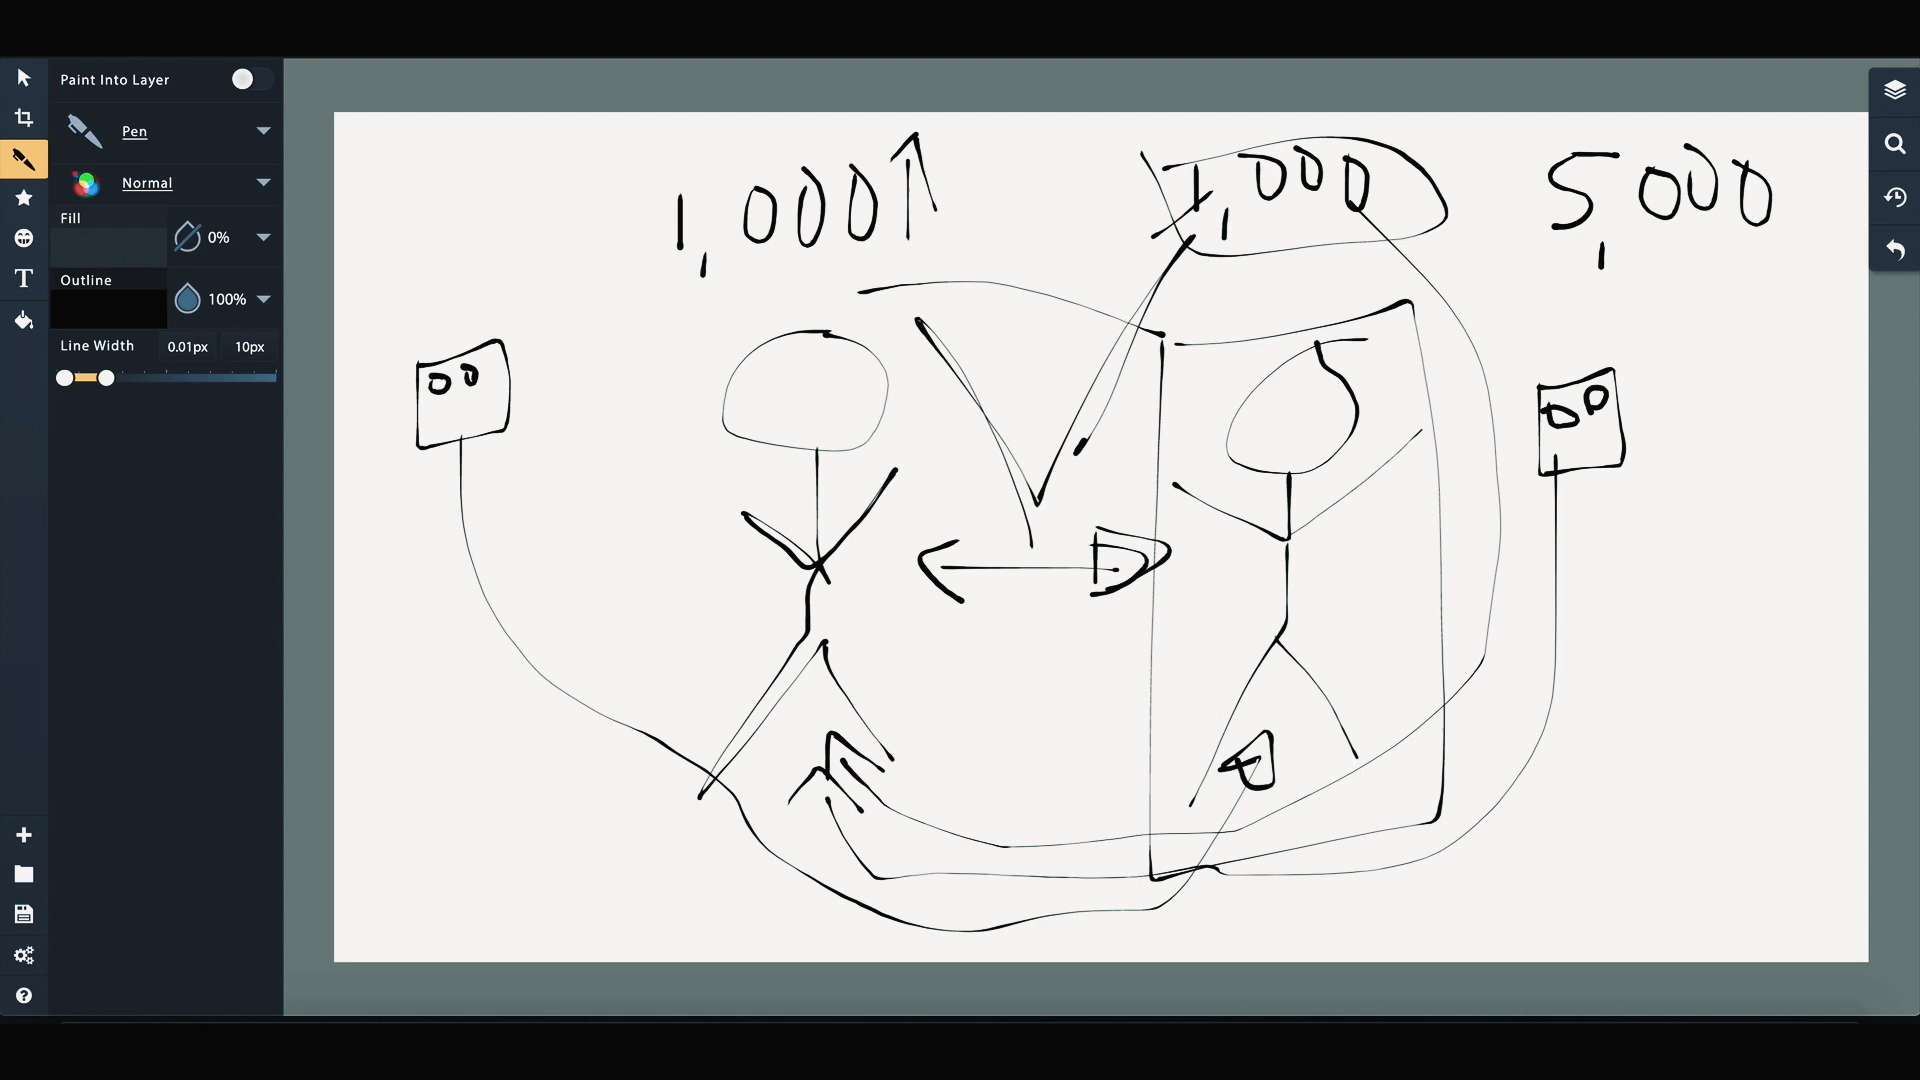 Paint Into Layer
Pen
Normal
Fill
0%
Outline
100%
Line Width 0.01px 10px
1,000↑ 1,000 5,000